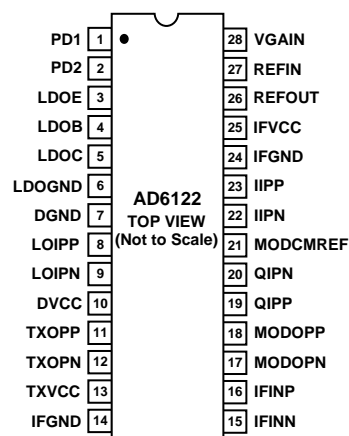 PD1 1 28 VGAIN
PD2 2 27 REFIN
LDOE 3 26 REFOUT
LDOB 4 25 IFVCC
LDOC 5 24 IFGND
LDOGND 6 23 IIPP
DGND 7 22 IIPN
LOIPP 8 21 MODCMREF
LOIPN 9 20 QIPN
DVCC 10 19 QIPP
TXOPP 11 18 MODOPP
TXOPN 12 17 MODOPN
TXVCC 13 16 IFINP
IFGND 14 15 IFINN
AD6122
TOP VIEW
(Not to Scale)